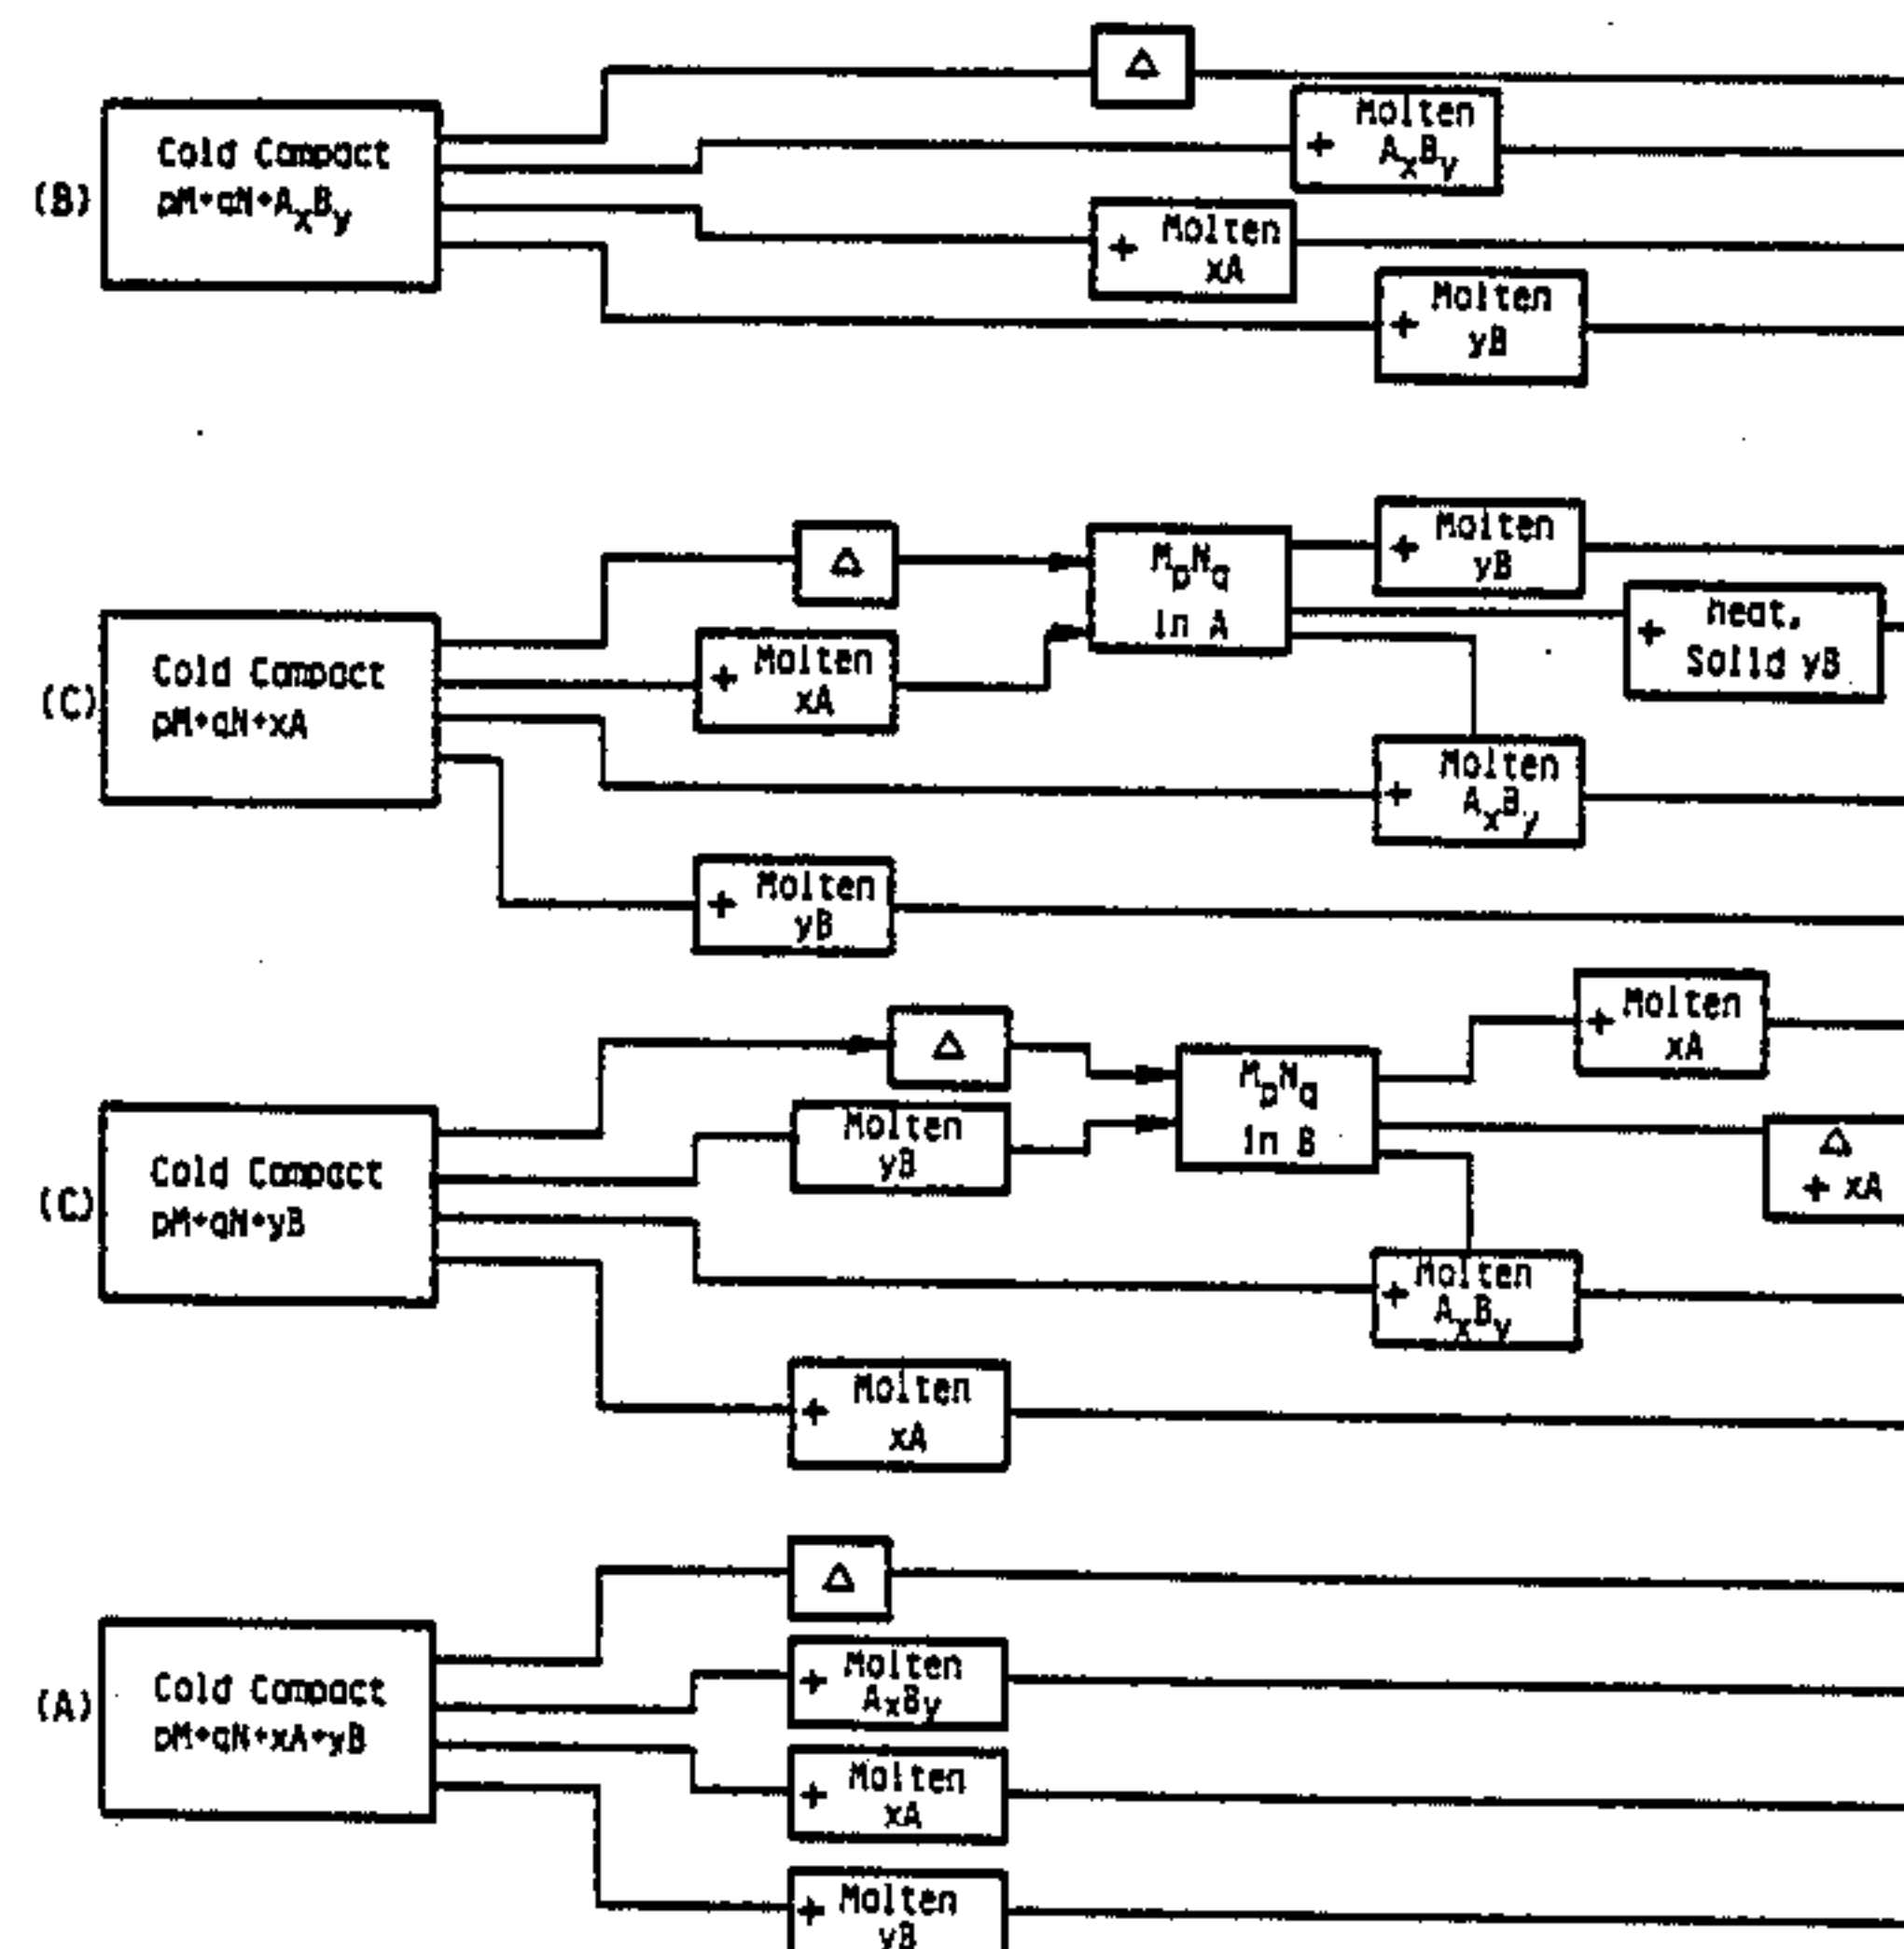 Δ
(B)
Cold Compact
pM+qN+AxBy
+ Molten
AxBy
+ Molten
xA
+ Molten
yB
(C)
Cold Compact
pM+qN+xA
Δ
+ Molten
xA
MpNq
in A
+ Molten
yB
+ Heat,
Solid yB
+ Molten
AxBy
+ Molten
yB
(C)
Cold Compact
pM+qN+yB
Δ
Molten
yB
MpNq
in B
+ Molten
xA
Δ
+ xA
+ Molten
AxBy
+ Molten
xA
(A)
Cold Compact
pM+qN+xA+yB
Δ
+ Molten
AxBy
+ Molten
xA
+ Molten
yB